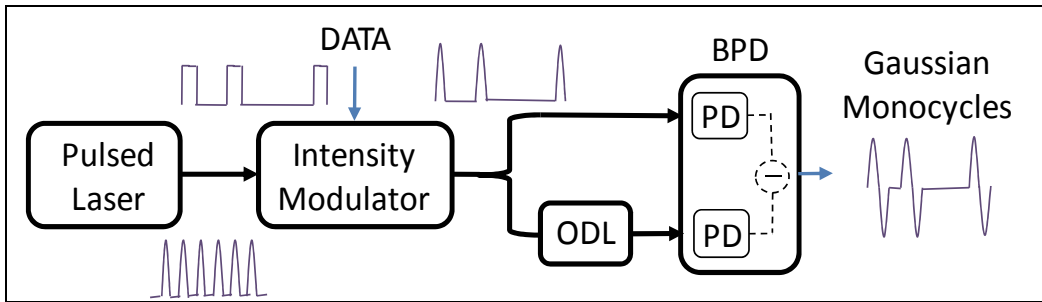 DATA
BPD
Gaussian
Monocycles
Pulsed
Laser
Intensity
Modulator
PD
ODL
PD